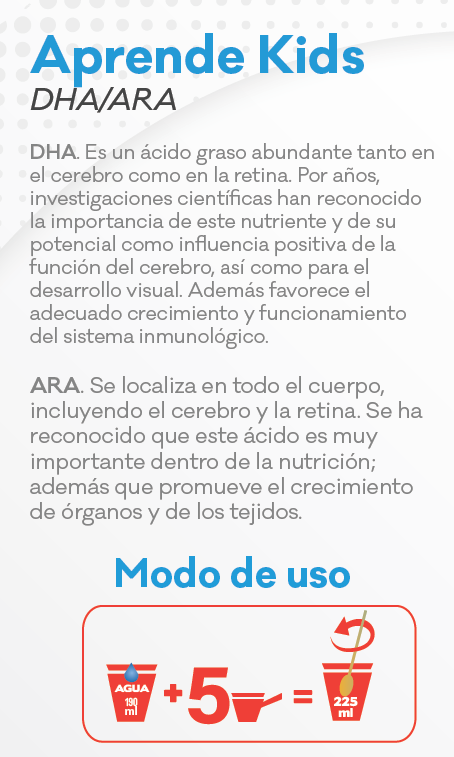 Aprende Kids
DHA/ARA
DHA. Es un ácido graso abundante tanto en
el cerebro como en la retina. Por años,
investigaciones científicas han reconocido
la importancia de este nutriente y de su
potencial como influencia positiva de la
función del cerebro, así como para el
desarrollo visual. Además favorece el
adecuado crecimiento y funcionamiento
del sistema inmunológico.
ARA. Se localiza en todo el cuerpo,
incluyendo el cerebro y la retina. Se ha
reconocido que este ácido es muy
importante dentro de la nutrición;
además que promueve el crecimiento
de órganos y de los tejidos.
Modo de uso
AGUA
190
ml
+ 5 =
225
ml